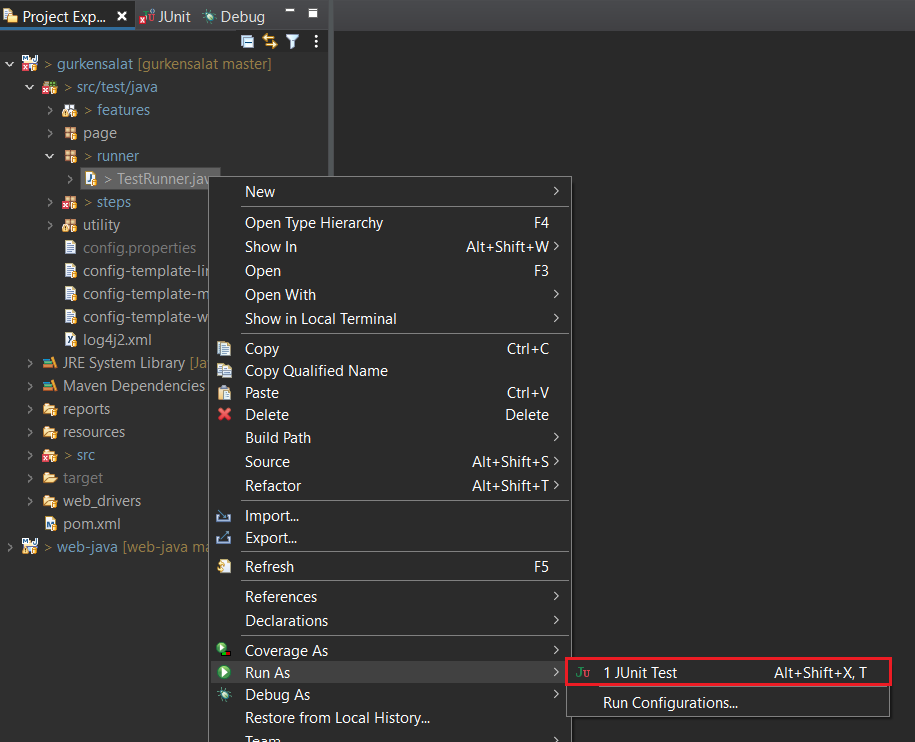 Project Exp...
JUnit
Debug
> gurkensalat [gurkensalat master]
> src/test/java
> features
page
> runner
> TestRunner.jav
> steps
utility
config.properties
config-template-lin
config-template-m
config-template-w
log4j2.xml
JRE System Library [Ja
Maven Dependencies
reports
resources
> src
target
web_drivers
pom.xml
> web-java [web-java ma
New
Open Type Hierarchy F4
Show In Alt+Shift+W
Open F3
Open With
Show in Local Terminal
Copy Ctrl+C
Copy Qualified Name
Paste Ctrl+V
Delete Delete
Build Path
Source Alt+Shift+S
Refactor Alt+Shift+T
Import...
Export...
Refresh F5
References
Declarations
Coverage As
Run As
Debug As
Restore from Local History...
Team
Ju 1 JUnit Test Alt+Shift+X, T
Run Configurations...